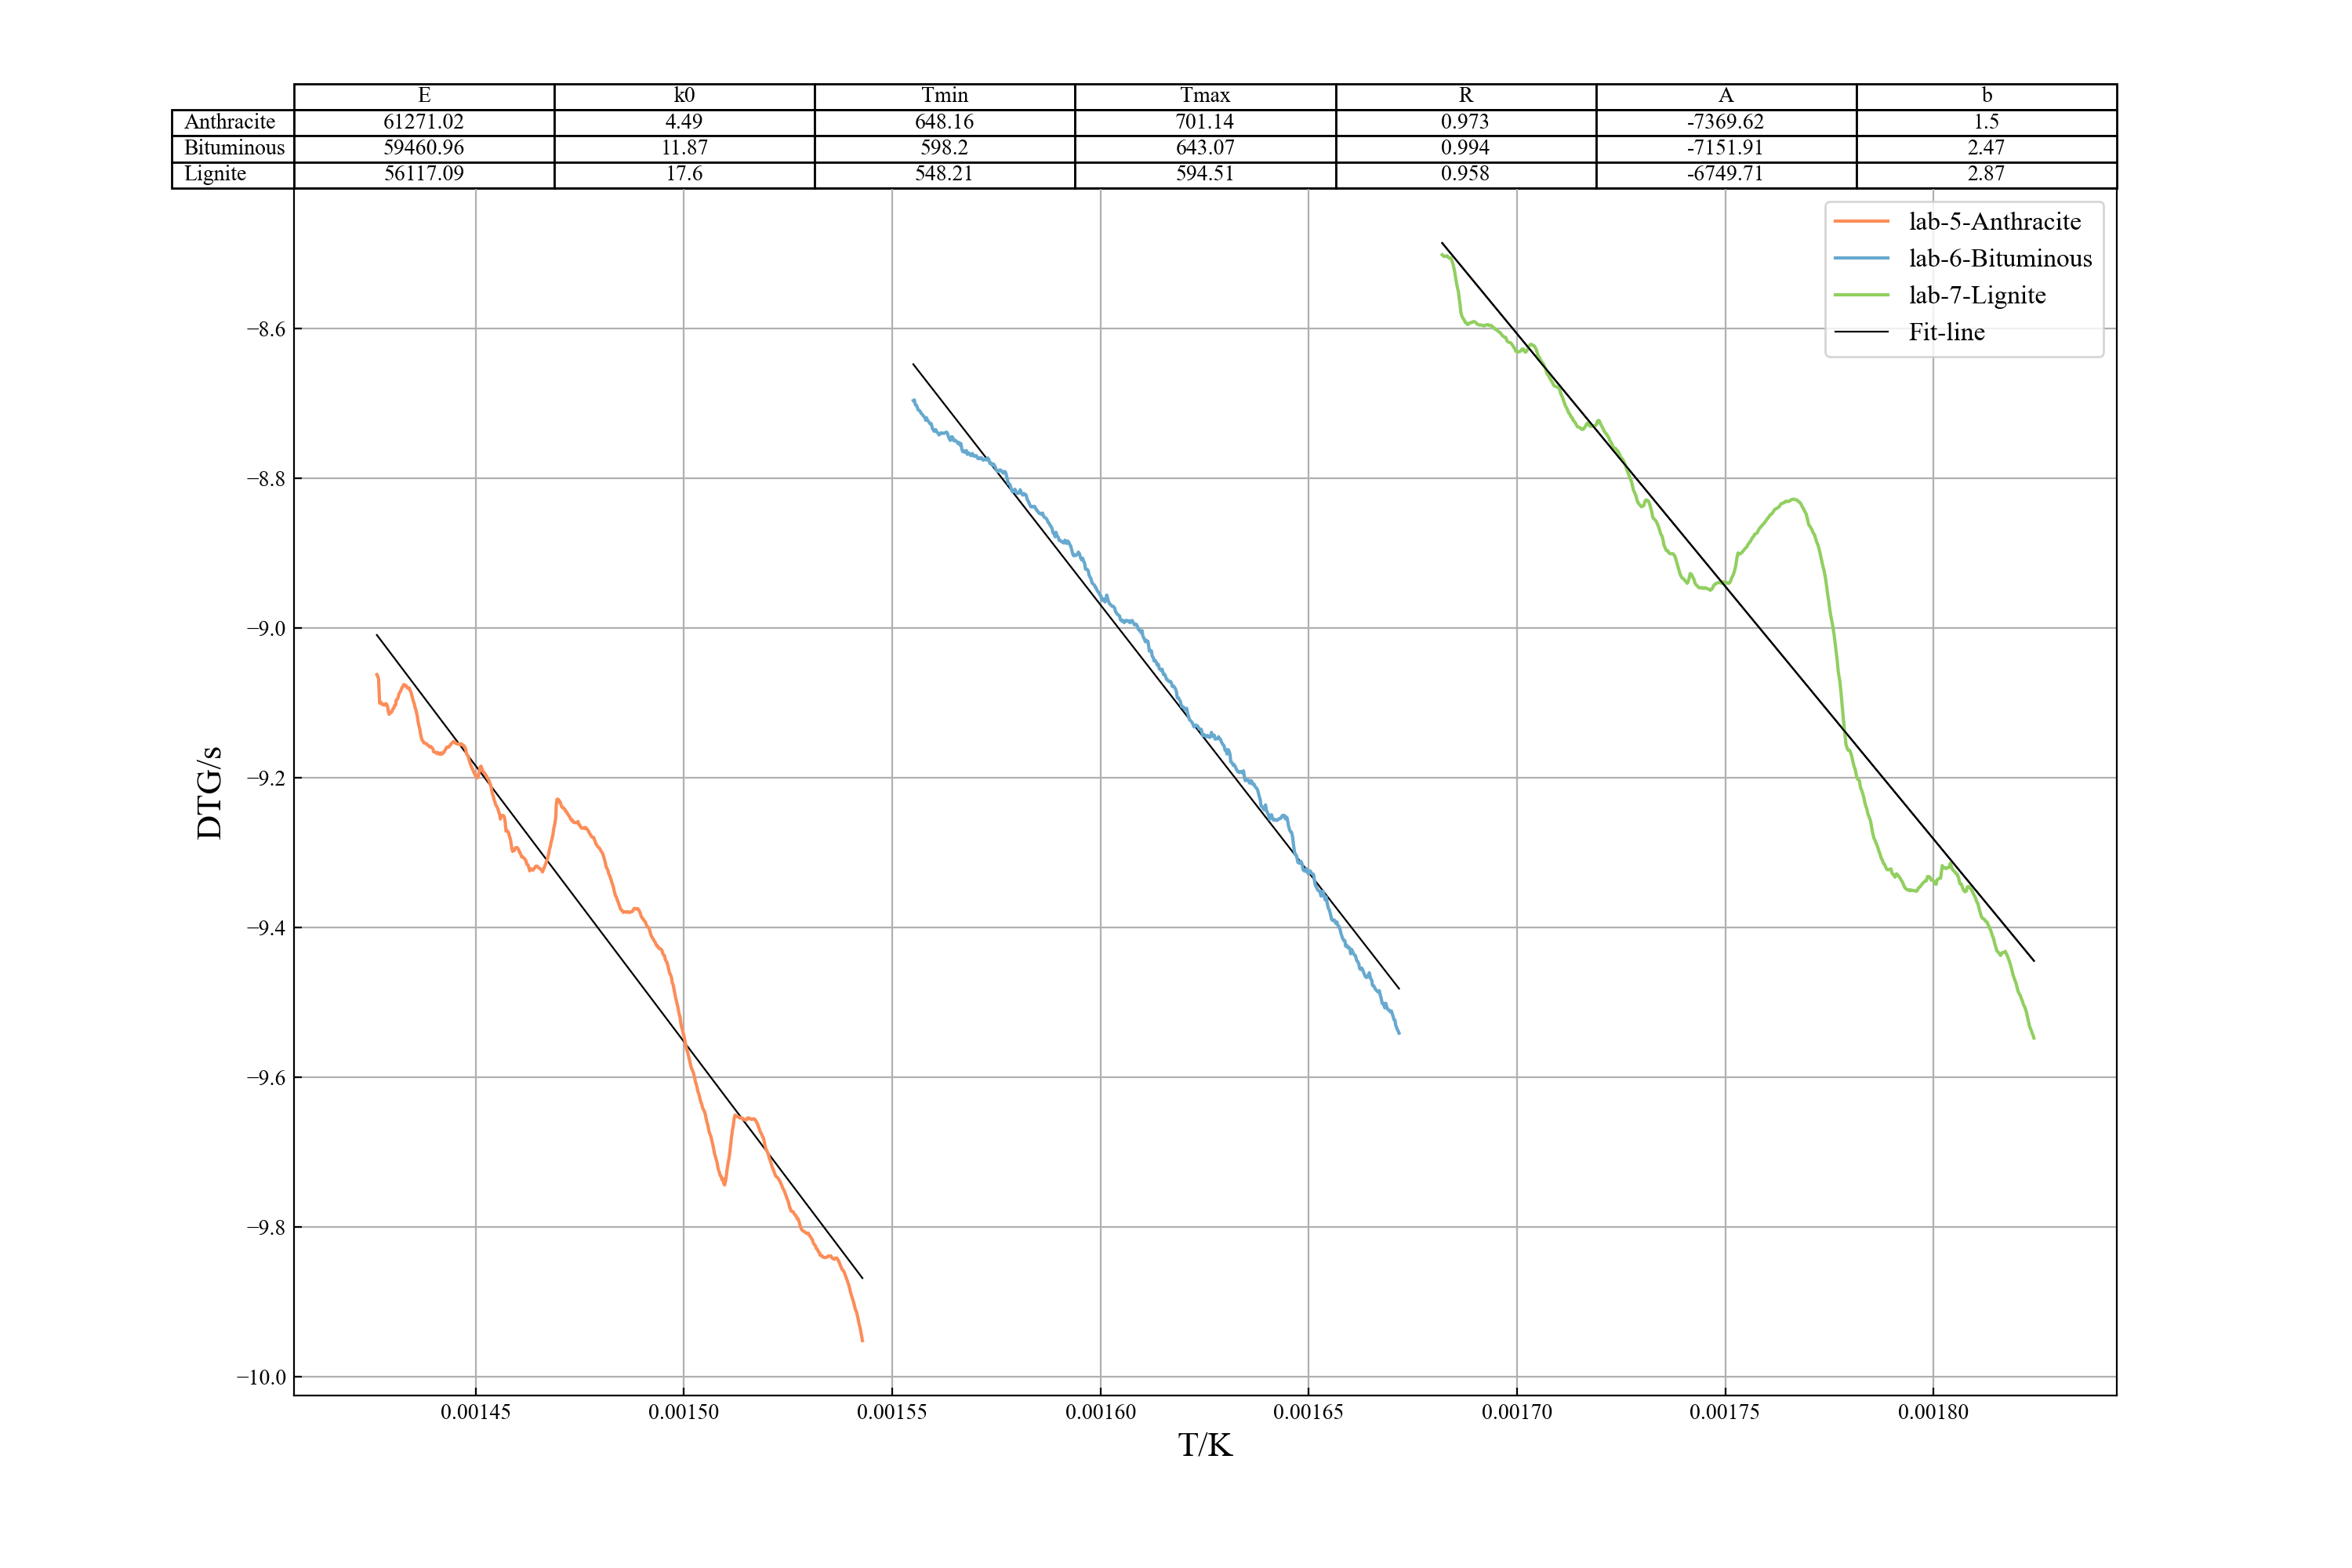 E k0 Tmin Tmax R A b
Anthracite 61271.02 4.49 648.16 701.14 0.973 -7369.62 1.5
Bituminous 59460.96 11.87 598.2 643.07 0.994 -7151.91 2.47
Lignite 56117.09 17.6 548.21 594.51 0.958 -6749.71 2.87
lab-5-Anthracite
lab-6-Bituminous
lab-7-Lignite
Fit-line
−8.6
−8.8
−9.0
−9.2
−9.4
−9.6
−9.8
−10.0
DTG/s
0.00145 0.00150 0.00155 0.00160 0.00165 0.00170 0.00175 0.00180
T/K